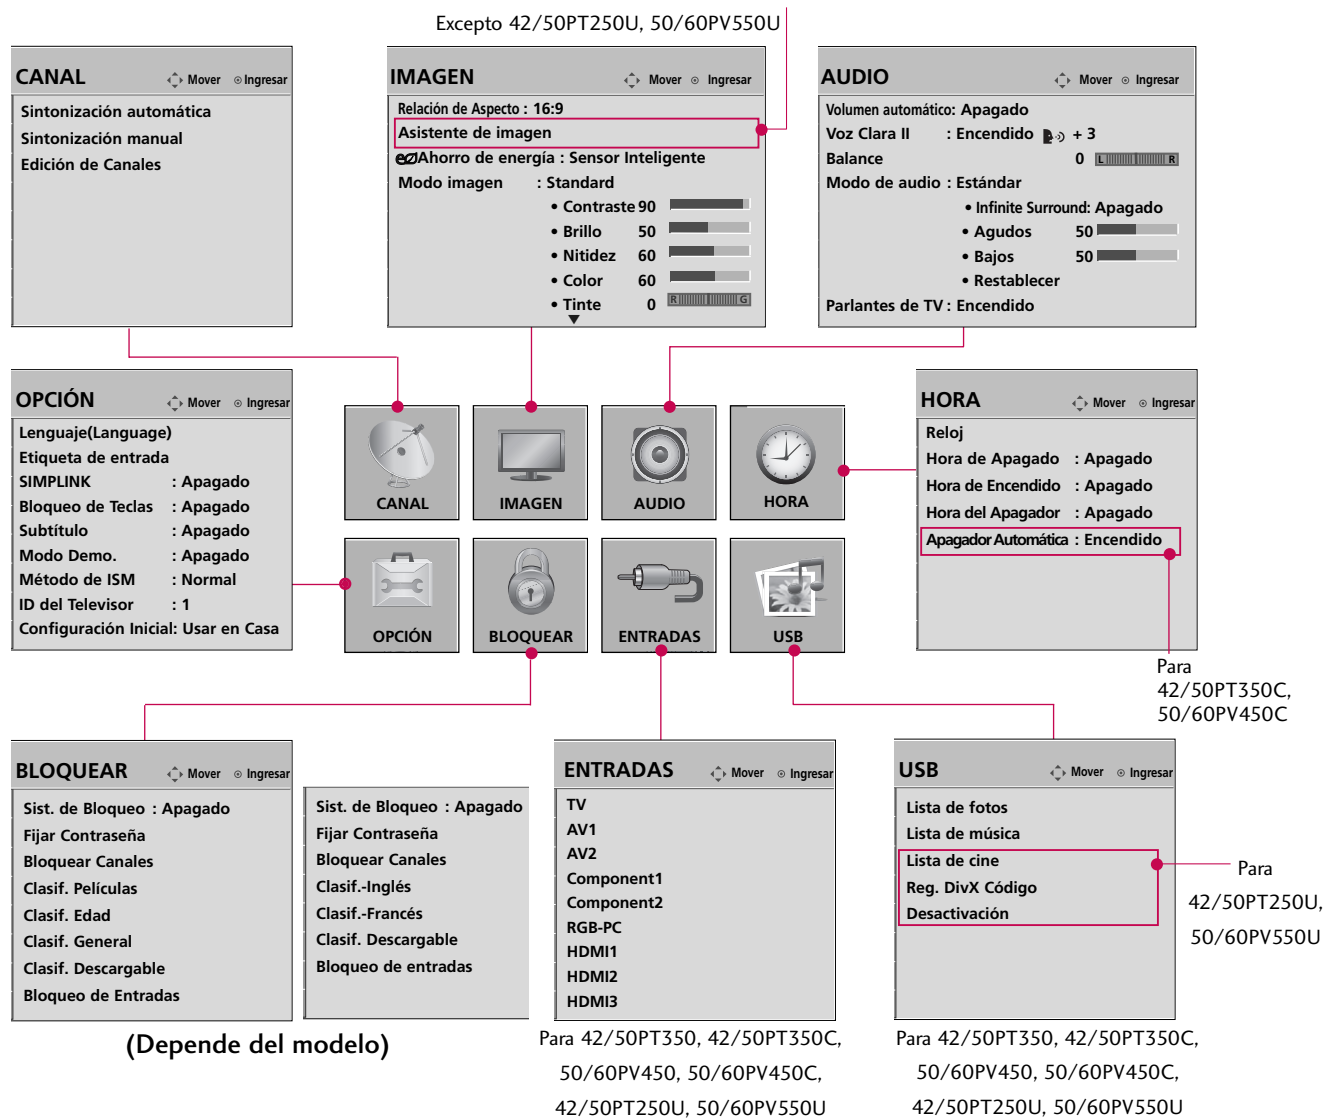 Excepto 42/50PT250U, 50/60PV550U
CANAL
Mover Ingresar
Sintonización automática
Sintonización manual
Edición de Canales
IMAGEN
Mover Ingresar
Relación de Aspecto : 16:9
Asistente de imagen
eco Ahorro de energía : Sensor Inteligente
Modo imagen : Standard
• Contraste 90
• Brillo 50
• Nitidez 60
• Color 60
• Tinte 0 R G
AUDIO
Mover Ingresar
Volumen automático: Apagado
Voz Clara II : Encendido + 3
Balance 0 L R
Modo de audio : Estándar
• Infinite Surround: Apagado
• Agudos 50
• Bajos 50
• Restablecer
Parlantes de TV : Encendido
OPCIÓN
Mover Ingresar
Lenguaje(Language)
Etiqueta de entrada
SIMPLINK : Apagado
Bloqueo de Teclas : Apagado
Subtítulo : Apagado
Modo Demo. : Apagado
Método de ISM : Normal
ID del Televisor : 1
Configuración Inicial: Usar en Casa
CANAL
IMAGEN
AUDIO
HORA
OPCIÓN
BLOQUEAR
ENTRADAS
USB
HORA
Mover Ingresar
Reloj
Hora de Apagado : Apagado
Hora de Encendido : Apagado
Hora del Apagador : Apagado
Apagador Automática : Encendido
Para
42/50PT350C,
50/60PV450C
BLOQUEAR
Mover Ingresar
Sist. de Bloqueo : Apagado
Fijar Contraseña
Bloquear Canales
Clasif. Películas
Clasif. Edad
Clasif. General
Clasif. Descargable
Bloqueo de Entradas
Sist. de Bloqueo : Apagado
Fijar Contraseña
Bloquear Canales
Clasif.-Inglés
Clasif.-Francés
Clasif. Descargable
Bloqueo de entradas
(Depende del modelo)
ENTRADAS
Mover Ingresar
TV
AV1
AV2
Component1
Component2
RGB-PC
HDMI1
HDMI2
HDMI3
Para 42/50PT350, 42/50PT350C,
50/60PV450, 50/60PV450C,
42/50PT250U, 50/60PV550U
USB
Mover Ingresar
Lista de fotos
Lista de música
Lista de cine
Reg. DivX Código
Desactivación
Para
42/50PT250U,
50/60PV550U
Para 42/50PT350, 42/50PT350C,
50/60PV450, 50/60PV450C,
42/50PT250U, 50/60PV550U